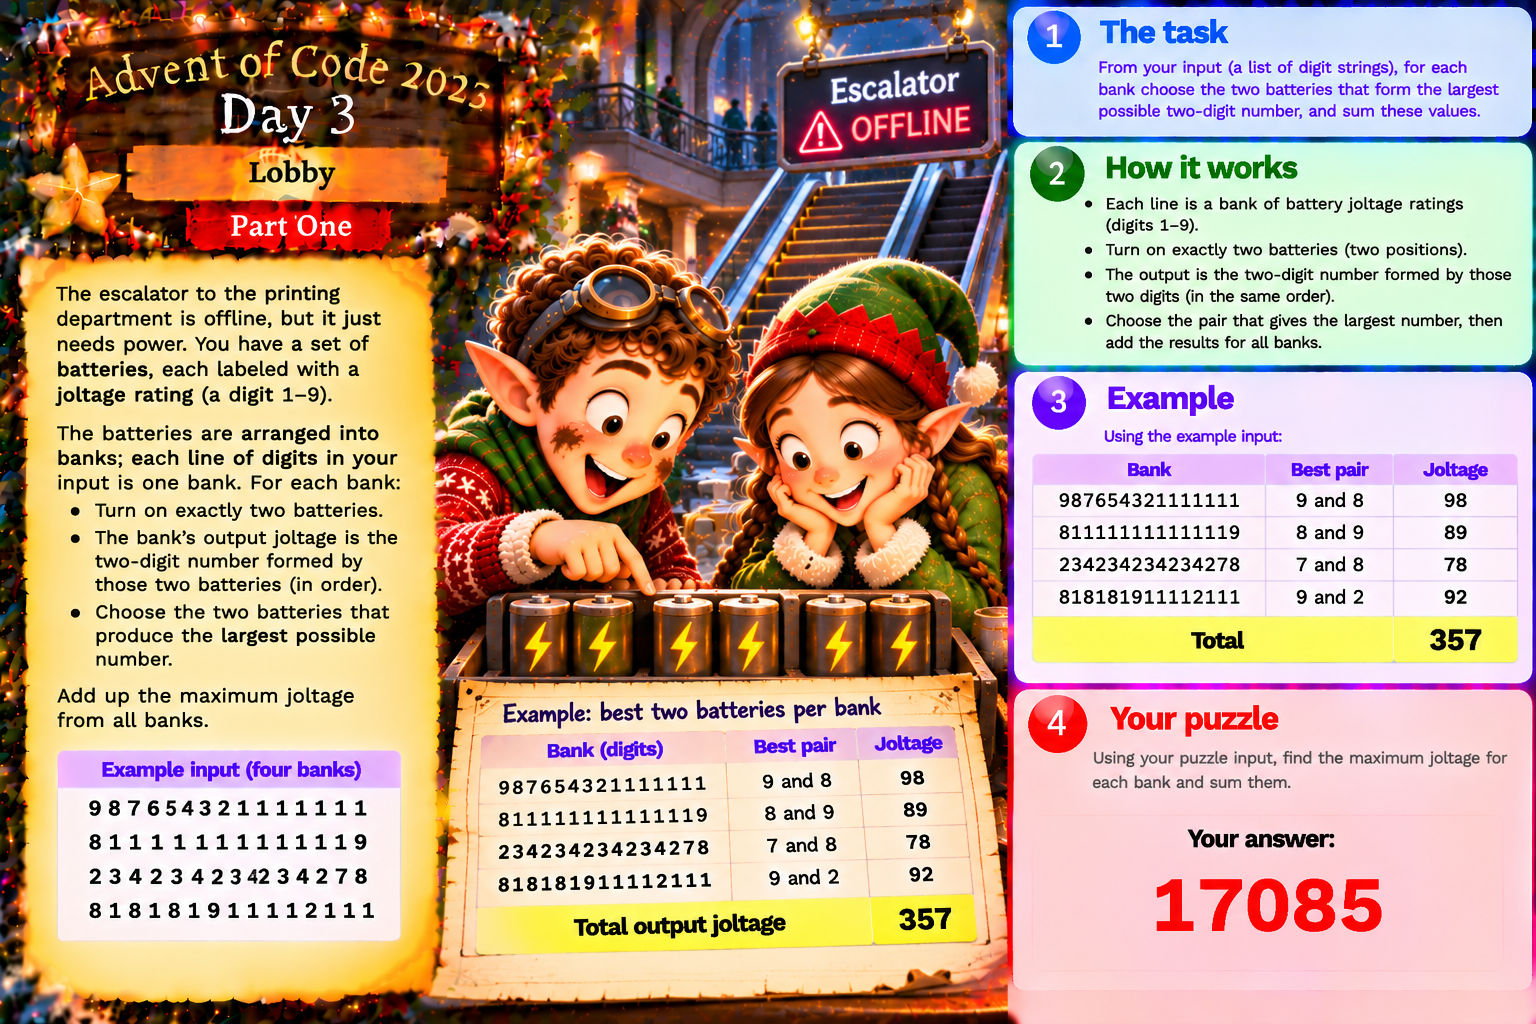 Advent of Code 2025
Day 3
Lobby
Part One
The escalator to the printing
department is offline, but it just
needs power. You have a set of
batteries, each labeled with a
joltage rating (a digit 1–9).
The batteries are arranged into
banks; each line of digits in your
input is one bank. For each bank:
• Turn on exactly two batteries.
• The bank's output joltage is the
two-digit number formed by
those two batteries (in order).
• Choose the two batteries that
produce the largest possible
number.
Add up the maximum joltage
from all banks.
Example input (four banks)
9 8 7 6 5 4 3 2 1 1 1 1 1 1 1
8 1 1 1 1 1 1 1 1 1 1 1 1 1 9
2 3 4 2 3 4 2 3 4 2 3 4 2 7 8
8 1 8 1 8 1 9 1 1 1 1 2 1 1 1
Escalator
OFFLINE
Example: best two batteries per bank
Bank (digits) Best pair Joltage
987654321111111 9 and 8 98
811111111111119 8 and 9 89
234234234234278 7 and 8 78
818181911112111 9 and 2 92
Total output joltage 357
1 The task
From your input (a list of digit strings), for each
bank choose the two batteries that form the largest
possible two-digit number, and sum these values.
2 How it works
• Each line is a bank of battery joltage ratings
(digits 1–9).
• Turn on exactly two batteries (two positions).
• The output is the two-digit number formed by those
two digits (in the same order).
• Choose the pair that gives the largest number, then
add the results for all banks.
3 Example
Using the example input:
Bank Best pair Joltage
987654321111111 9 and 8 98
811111111111119 8 and 9 89
234234234234278 7 and 8 78
818181911112111 9 and 2 92
Total 357
4 Your puzzle
Using your puzzle input, find the maximum joltage for
each bank and sum them.
Your answer:
17085